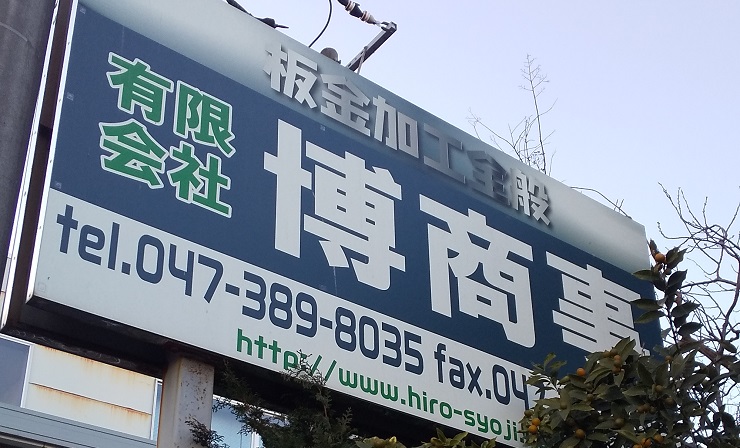 板金加工全般
有限会社
博商事
tel.047-389-8035 fax.04
http://www.hiro-syoji